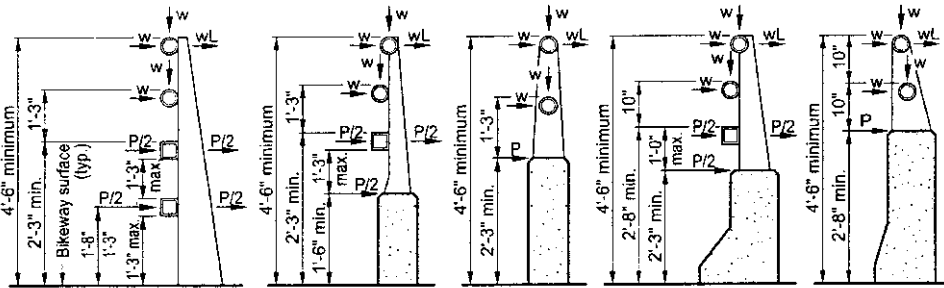 w
w wL
w
w
4'-6" minimum
1'-3"
2'-3" min.
Bikeway surface
(typ.)
P/2 P/2
1'-3"
max.
P/2 P/2
1'-8"
1'-3"
1'-3" max.
w
w wL
w
w
4'-6" minimum
1'-3"
2'-3" min.
P/2 P/2
1'-3"
max.
P/2
1'-6" min.
w
w wL
w
w
4'-6" minimum
1'-3"
P
2'-3" min.
w
w wL
w
w
4'-6" minimum
10"
P/2 P/2
1'-0"
max.
P/2
2'-8" min.
2'-3" min.
w
w wL
10"
w
w
10"
P
4'-6" minimum
2'-8" min.